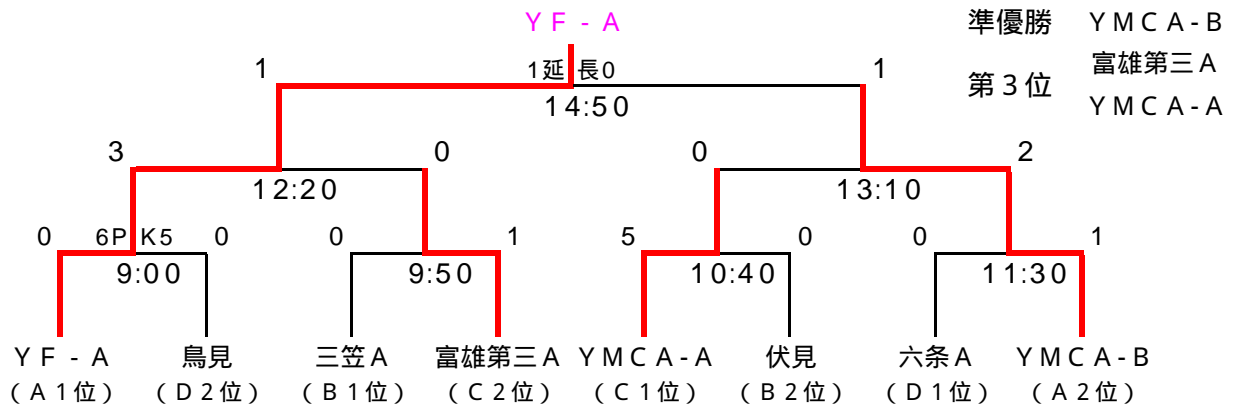 YF-A
準優勝 YMCA-B
富雄第三A
第3位
YMCA-A
1 1延長0 1
14:50
3 0 0 2
12:20 13:10
0 6PK5 0 0 1 5 0 0 1
9:00 9:50 10:40 11:30
YF-A 鳥見 三笠A 富雄第三A YMCA-A 伏見 六条A YMCA-B
(A1位) (D2位) (B1位) (C2位) (C1位) (B2位) (D1位) (A2位)